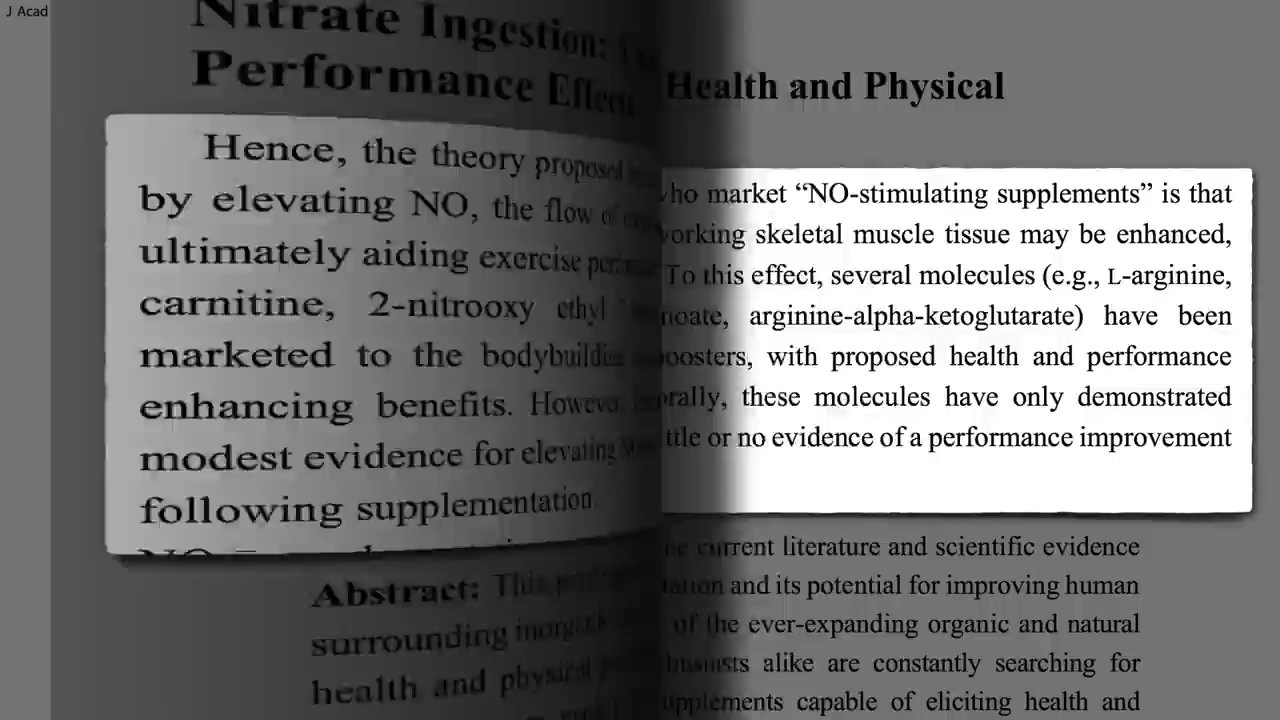 J Acad
Nitrate Ingestion: Health and Physical
Performance Effects
Hence, the theory proposed who market “NO-stimulating supplements” is that
by elevating NO, the flow of working skeletal muscle tissue may be enhanced,
ultimately aiding exercise To this effect, several molecules (e.g., L-arginine,
carnitine, 2-nitrooxy ethyl arginine-alpha-ketoglutarate) have been
marketed to the bodybuilding boosters, with proposed health and performance
enhancing benefits. However, these molecules have only demonstrated
modest evidence for elevating little or no evidence of a performance improvement
following supplementation
current literature and scientific evidence
Abstract: This and its potential for improving human
surrounding of the ever-expanding organic and natural
health and physical alike are constantly searching for
supplements capable of eliciting health and